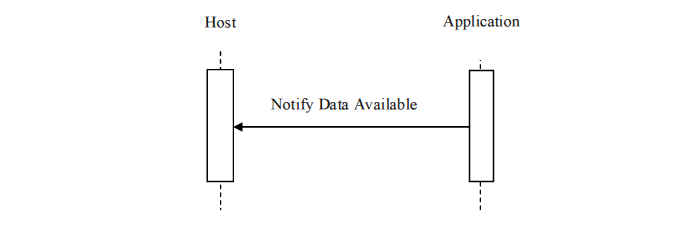 Host
Application
Notify Data Available